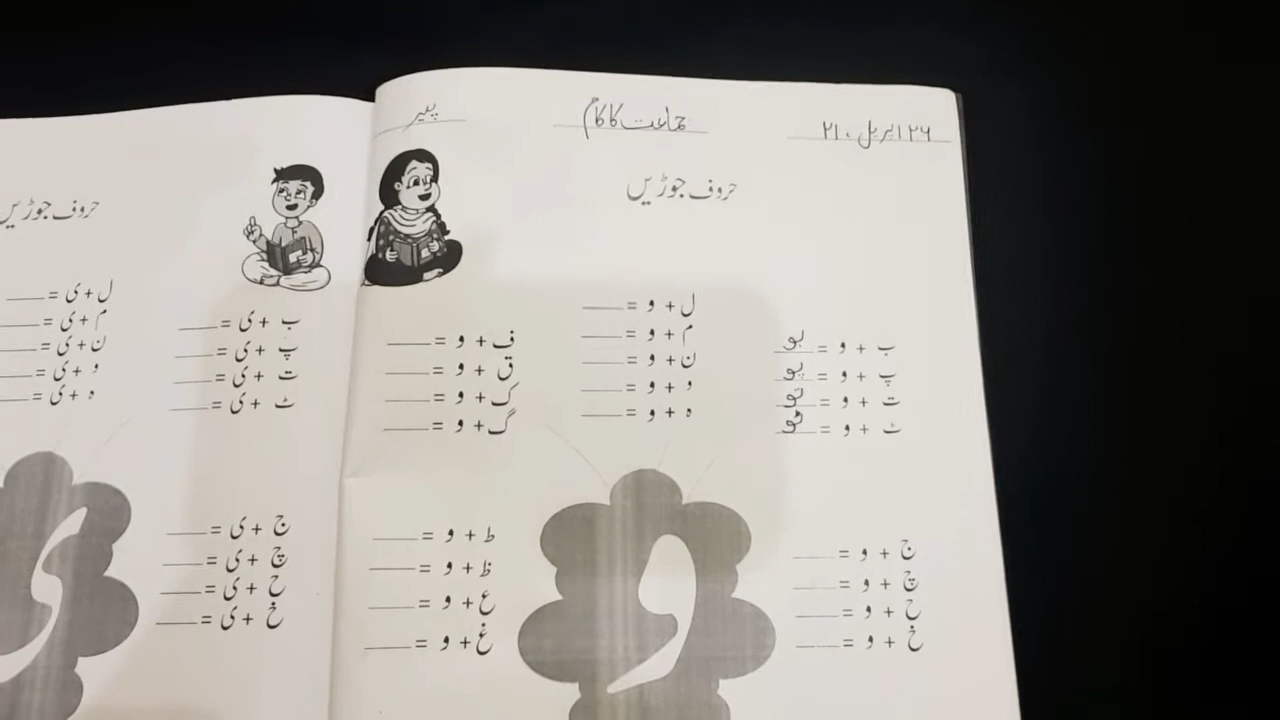 ۲۶ اپریل ۲۱ء
جماعت کا کام
پیر
حروف جوڑیں
ب + و = بو
پ + و = پو
ت + و = تو
ٹ + و = ٹو
ل + و = ____
م + و = ____
ن + و = ____
و + و = ____
ہ + و = ____
ف + و = ____
ق + و = ____
ک + و = ____
گ + و = ____
ج + و = ____
چ + و = ____
ح + و = ____
خ + و = ____
و
ط + و = ____
ظ + و = ____
ع + و = ____
غ + و = ____
حروف جوڑیں
ب + ی = ____
پ + ی = ____
ت + ی = ____
ٹ + ی = ____
ل + ی = ____
م + ی = ____
ن + ی = ____
و + ی = ____
ہ + ی = ____
ج + ی = ____
چ + ی = ____
ح + ی = ____
خ + ی = ____
ی